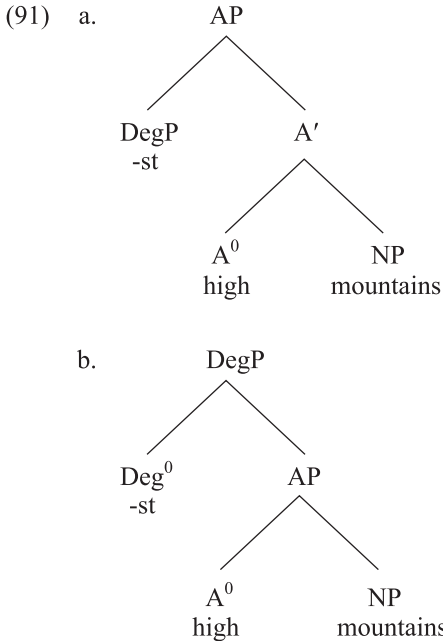 (91) a. AP
DegP A′
-st
A⁰ NP
high mountains
b. DegP
Deg⁰ AP
-st
A⁰ NP
high mountains